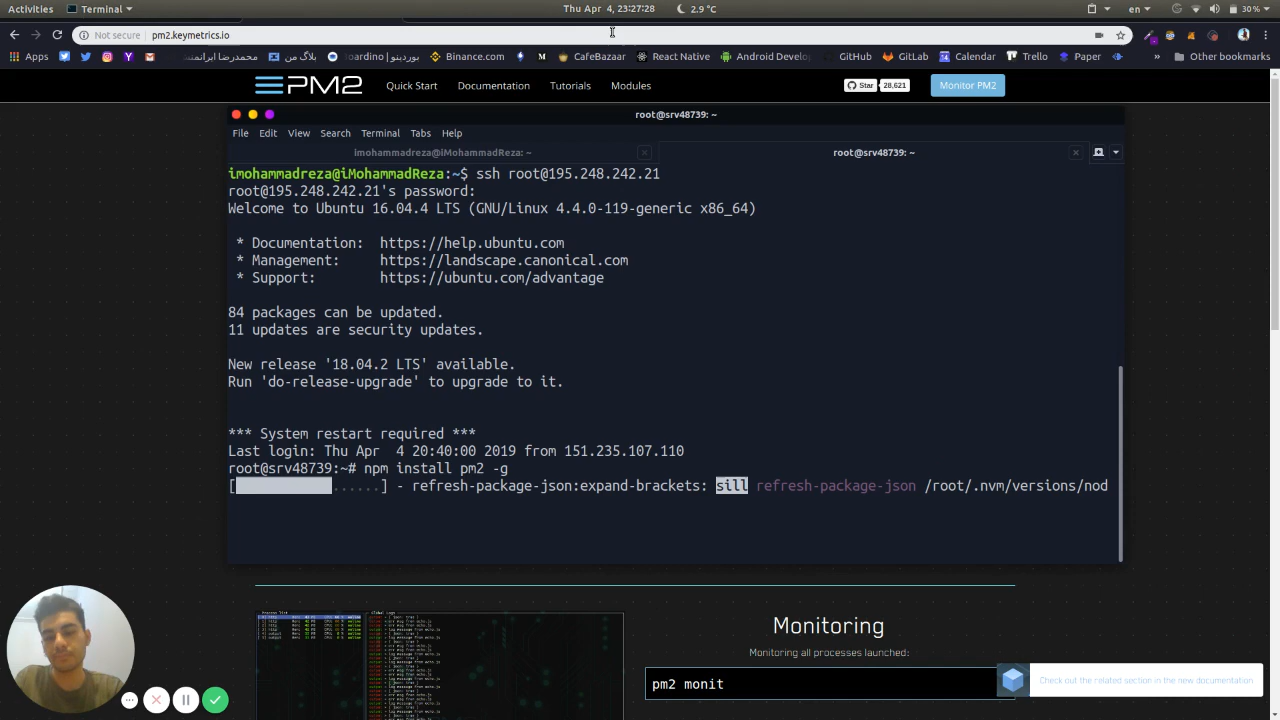 Activities Terminal Thu Apr 4, 23:27:28 2.9 °C en 30%
Not secure pm2.keymetrics.io
Apps محمدرضا ایرانمنش بلاگ من بوردینو | Boardino Binance.com M CafeBazaar React Native Android Develo GitHub GitLab Calendar Trello Paper » Other bookmarks
PM2 Quick Start Documentation Tutorials Modules Star 28,621 Monitor PM2
root@srv48739: ~
File Edit View Search Terminal Tabs Help
imohammadreza@iMohammadReza: ~ root@srv48739: ~
imohammadreza@iMohammadReza:~$ ssh root@195.248.242.21
root@195.248.242.21's password:
Welcome to Ubuntu 16.04.4 LTS (GNU/Linux 4.4.0-119-generic x86_64)
* Documentation: https://help.ubuntu.com
* Management: https://landscape.canonical.com
* Support: https://ubuntu.com/advantage
84 packages can be updated.
11 updates are security updates.
New release '18.04.2 LTS' available.
Run 'do-release-upgrade' to upgrade to it.
*** System restart required ***
Last login: Thu Apr 4 20:40:00 2019 from 151.235.107.110
root@srv48739:~# npm install pm2 -g
[ ......] - refresh-package-json:expand-brackets: sill refresh-package-json /root/.nvm/versions/nod
Monitoring
Monitoring all processes launched:
pm2 monit
Check out the related section in the new documentation